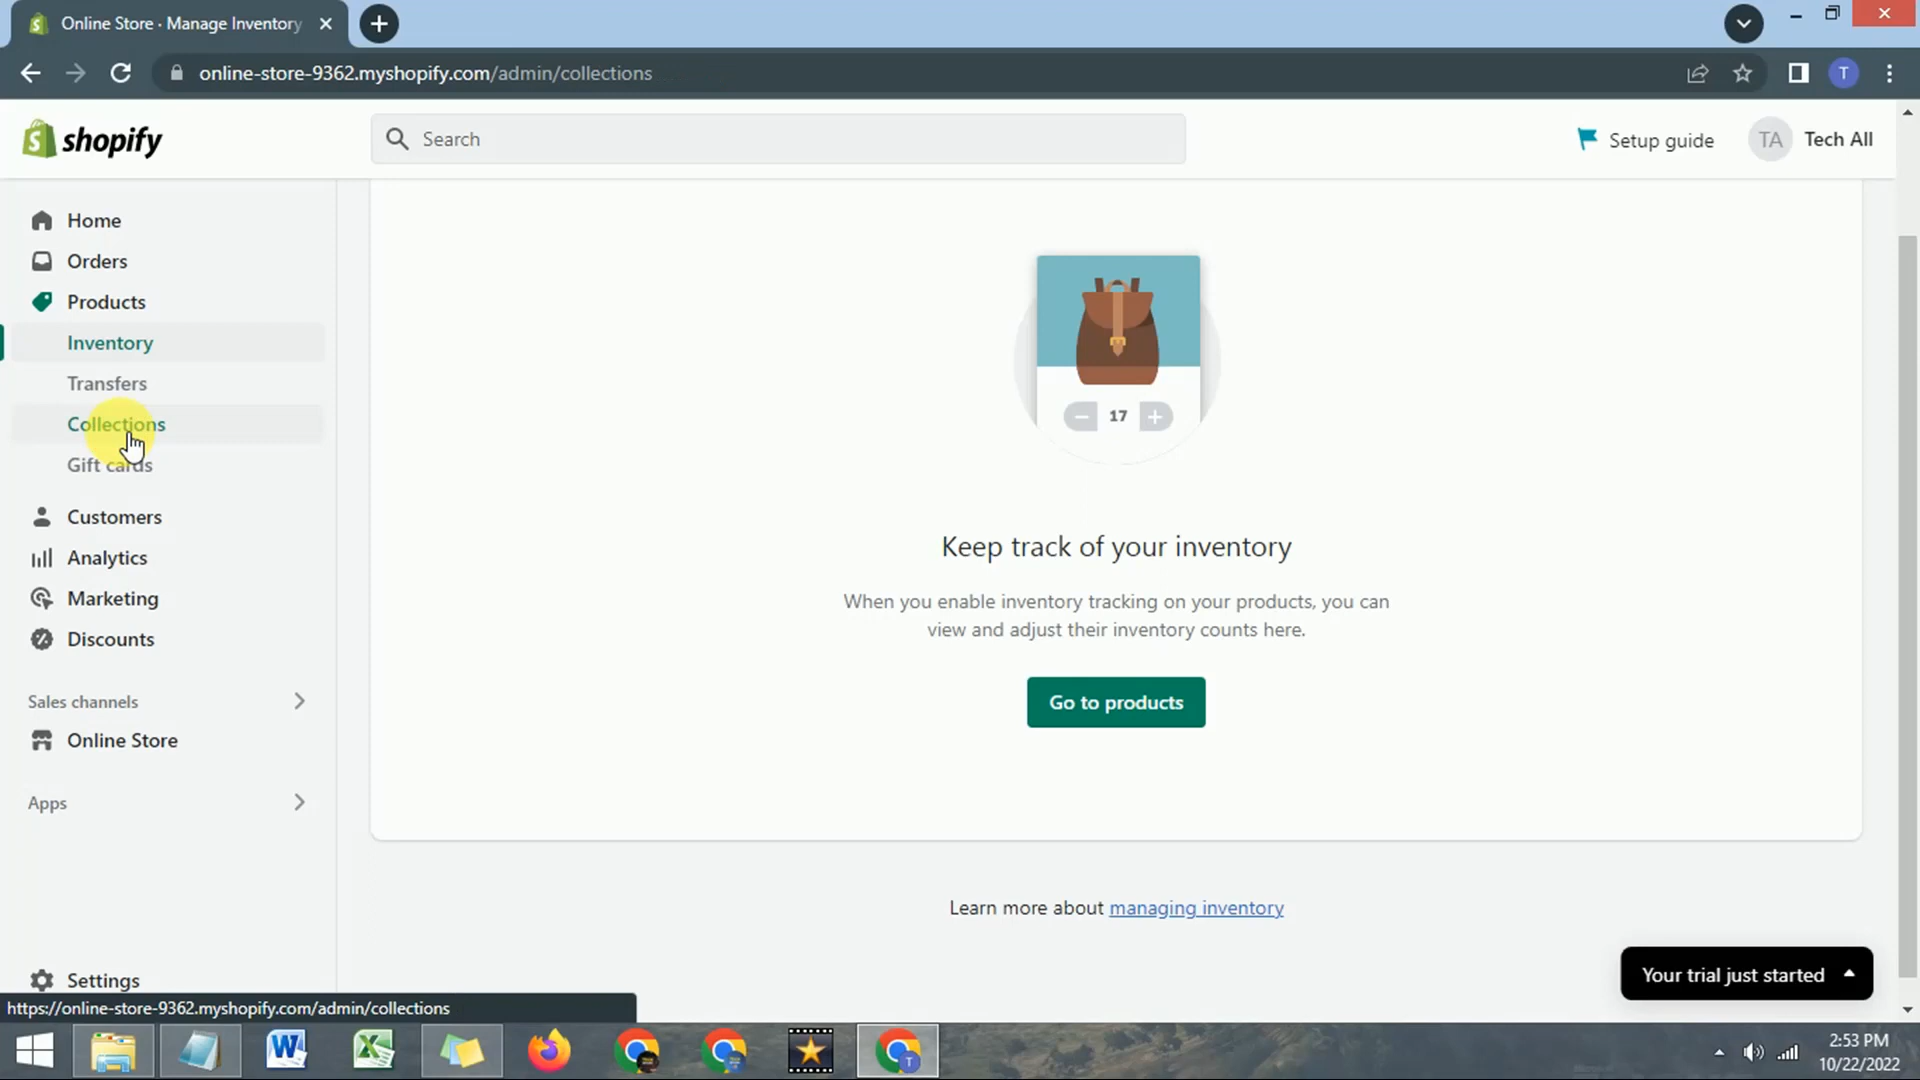 Online Store · Manage Inventory
online-store-9362.myshopify.com/admin/collections
T
shopify
Search
Setup guide
TA
Tech All
Home
Orders
Products
Inventory
Transfers
Collections
Gift cards
Customers
Analytics
Marketing
Discounts
Sales channels
Online Store
Apps
Settings
17
Keep track of your inventory
When you enable inventory tracking on your products, you can
view and adjust their inventory counts here.
Go to products
Learn more about managing inventory
Your trial just started
https://online-store-9362.myshopify.com/admin/collections
2:53 PM
10/22/2022